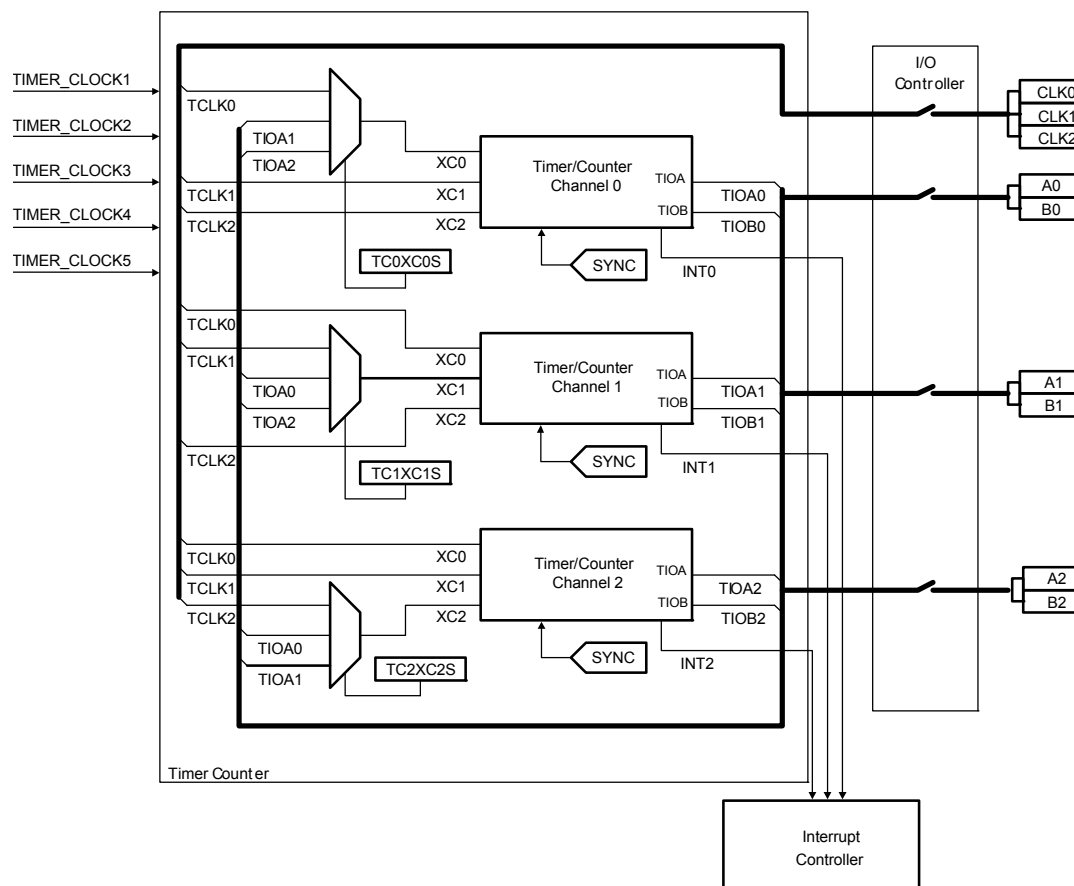 TIMER_CLOCK1
TIMER_CLOCK2
TIMER_CLOCK3
TIMER_CLOCK4
TIMER_CLOCK5
TCLK0
TIOA1
TIOA2
TCLK1
TCLK2
XC0
XC1
XC2
Timer/Counter
Channel 0
TIOA
TIOB
TIOA0
TIOB0
TC0XC0S
SYNC
INT0
TCLK0
TCLK1
TIOA0
TIOA2
TCLK2
XC0
XC1
XC2
Timer/Counter
Channel 1
TIOA
TIOB
TIOA1
TIOB1
TC1XC1S
SYNC
INT1
TCLK0
TCLK1
TCLK2
TIOA0
TIOA1
XC0
XC1
XC2
Timer/Counter
Channel 2
TIOA
TIOB
TIOA2
TIOB2
TC2XC2S
SYNC
INT2
Timer Counter
I/O
Controller
CLK0
CLK1
CLK2
A0
B0
A1
B1
A2
B2
Interrupt
Controller